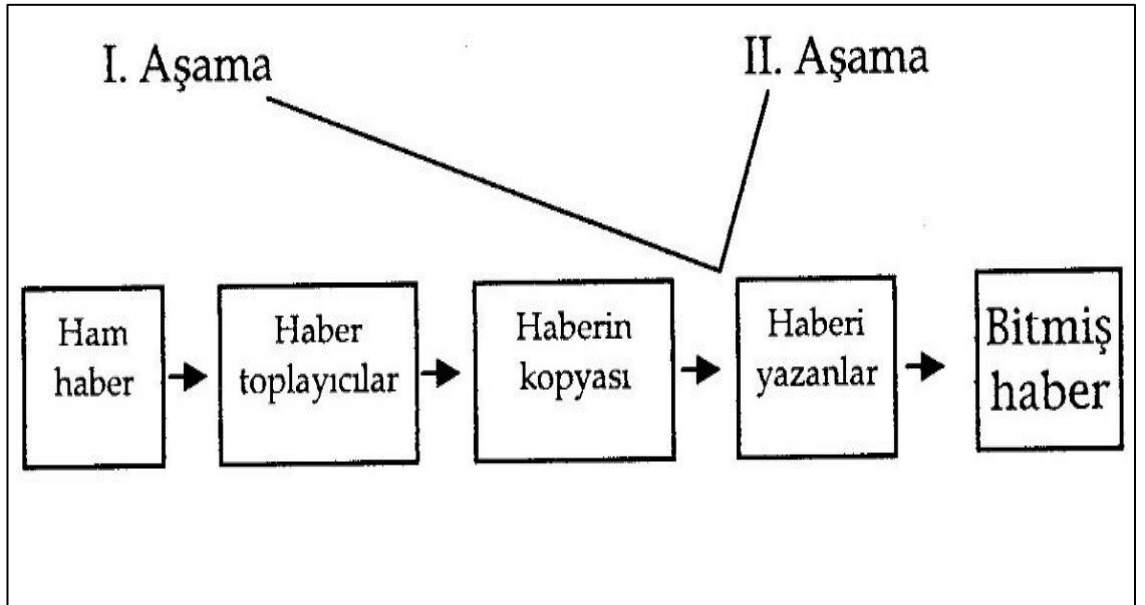 I. Aşama
II. Aşama
Ham
haber
Haber
toplayıcılar
Haberin
kopyası
Haberi
yazanlar
Bitmiş
haber